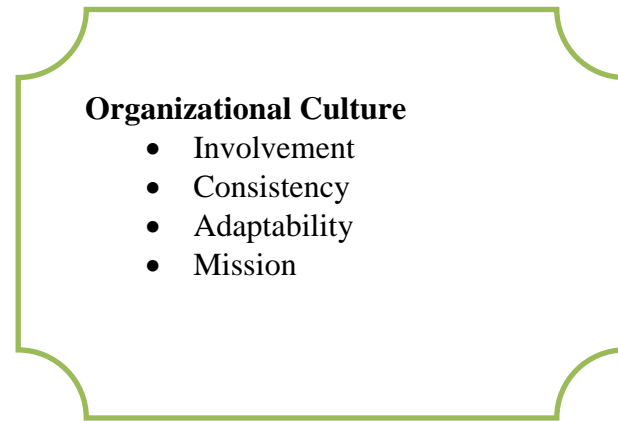 Organizational Culture
• Involvement
• Consistency
• Adaptability
• Mission